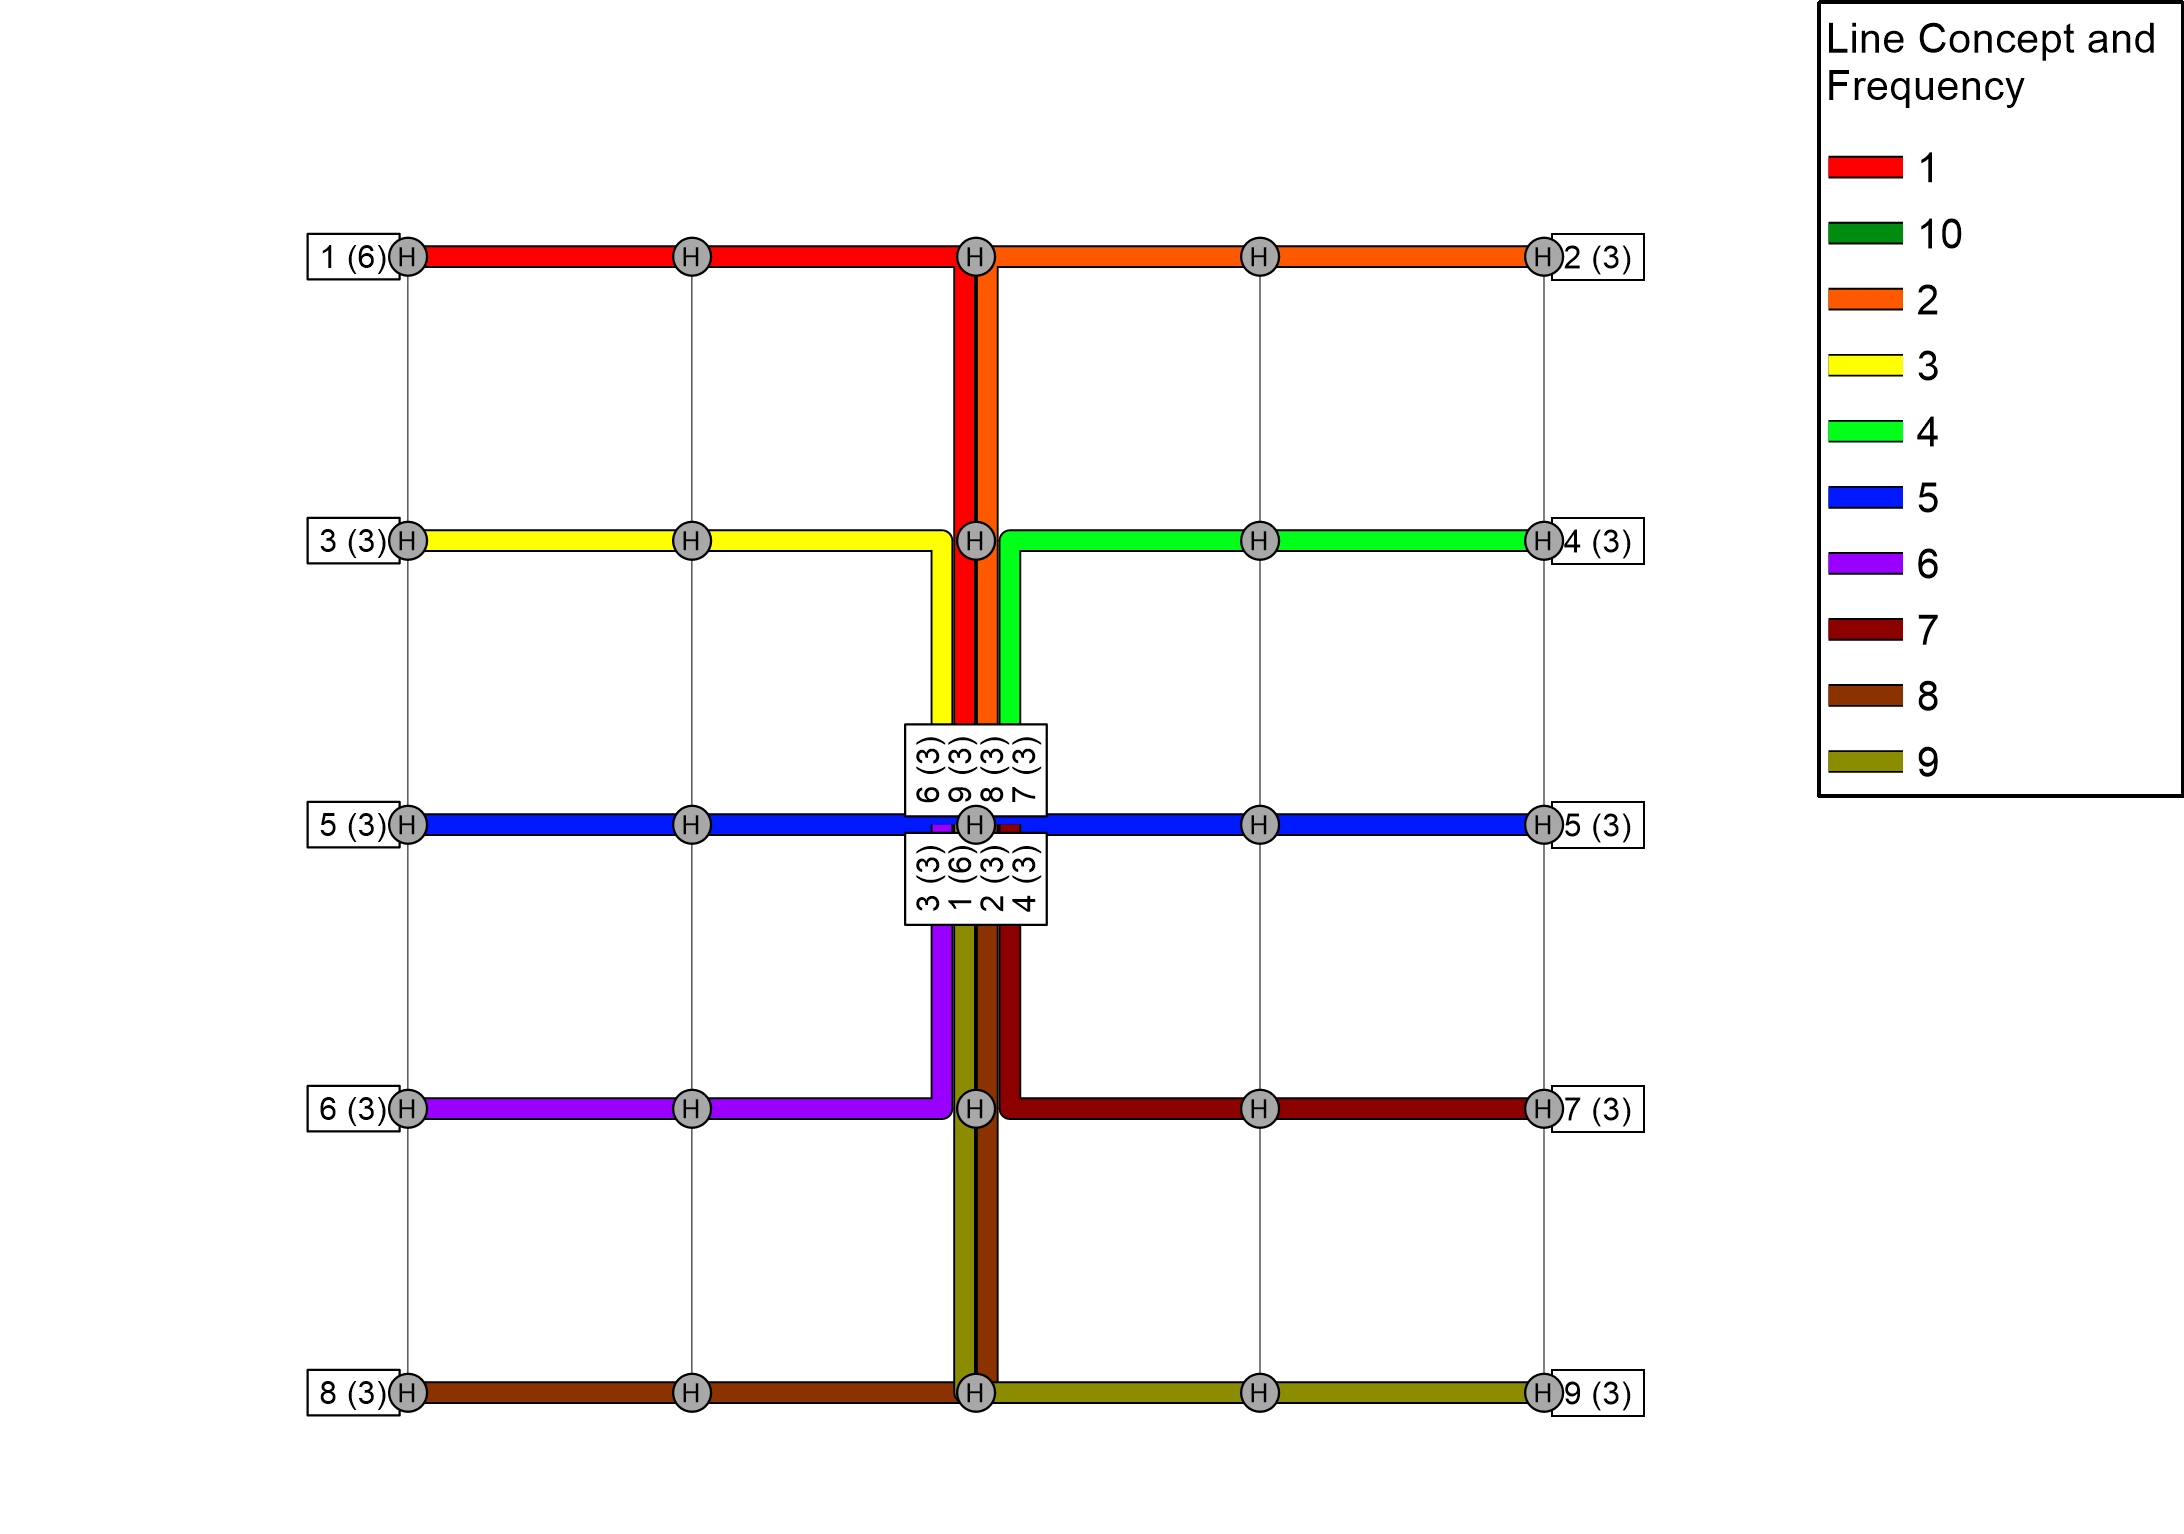 Line Concept and
Frequency
1
10
2
3
4
5
6
7
8
9
1 (6) H H H H H 2 (3)
3 (3) H H H H H 4 (3)
6 (3)
9 (3)
8 (3)
7 (3)
5 (3) H H H H H 5 (3)
3 (3)
1 (6)
2 (3)
4 (3)
6 (3) H H H H H 7 (3)
8 (3) H H H H H 9 (3)